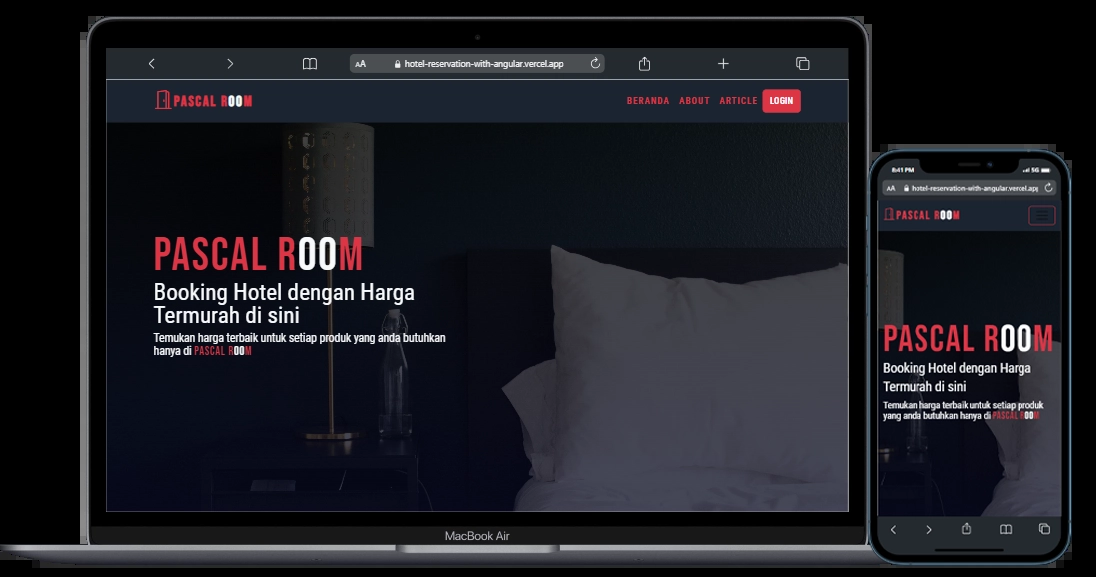 AA hotel-reservation-with-angular.vercel.app
PASCAL ROOM
BERANDA ABOUT ARTICLE LOGIN
PASCAL ROOM
Booking Hotel dengan Harga
Termurah di sini
Temukan harga terbaik untuk setiap produk yang anda butuhkan
hanya di PASCAL ROOM
MacBook Air
8:41 PM 5G
AA hotel-reservation-with-angular.vercel.app
PASCAL ROOM
PASCAL ROOM
Booking Hotel dengan Harga
Termurah di sini
Temukan harga terbaik untuk setiap produk
yang anda butuhkan hanya di PASCAL ROOM